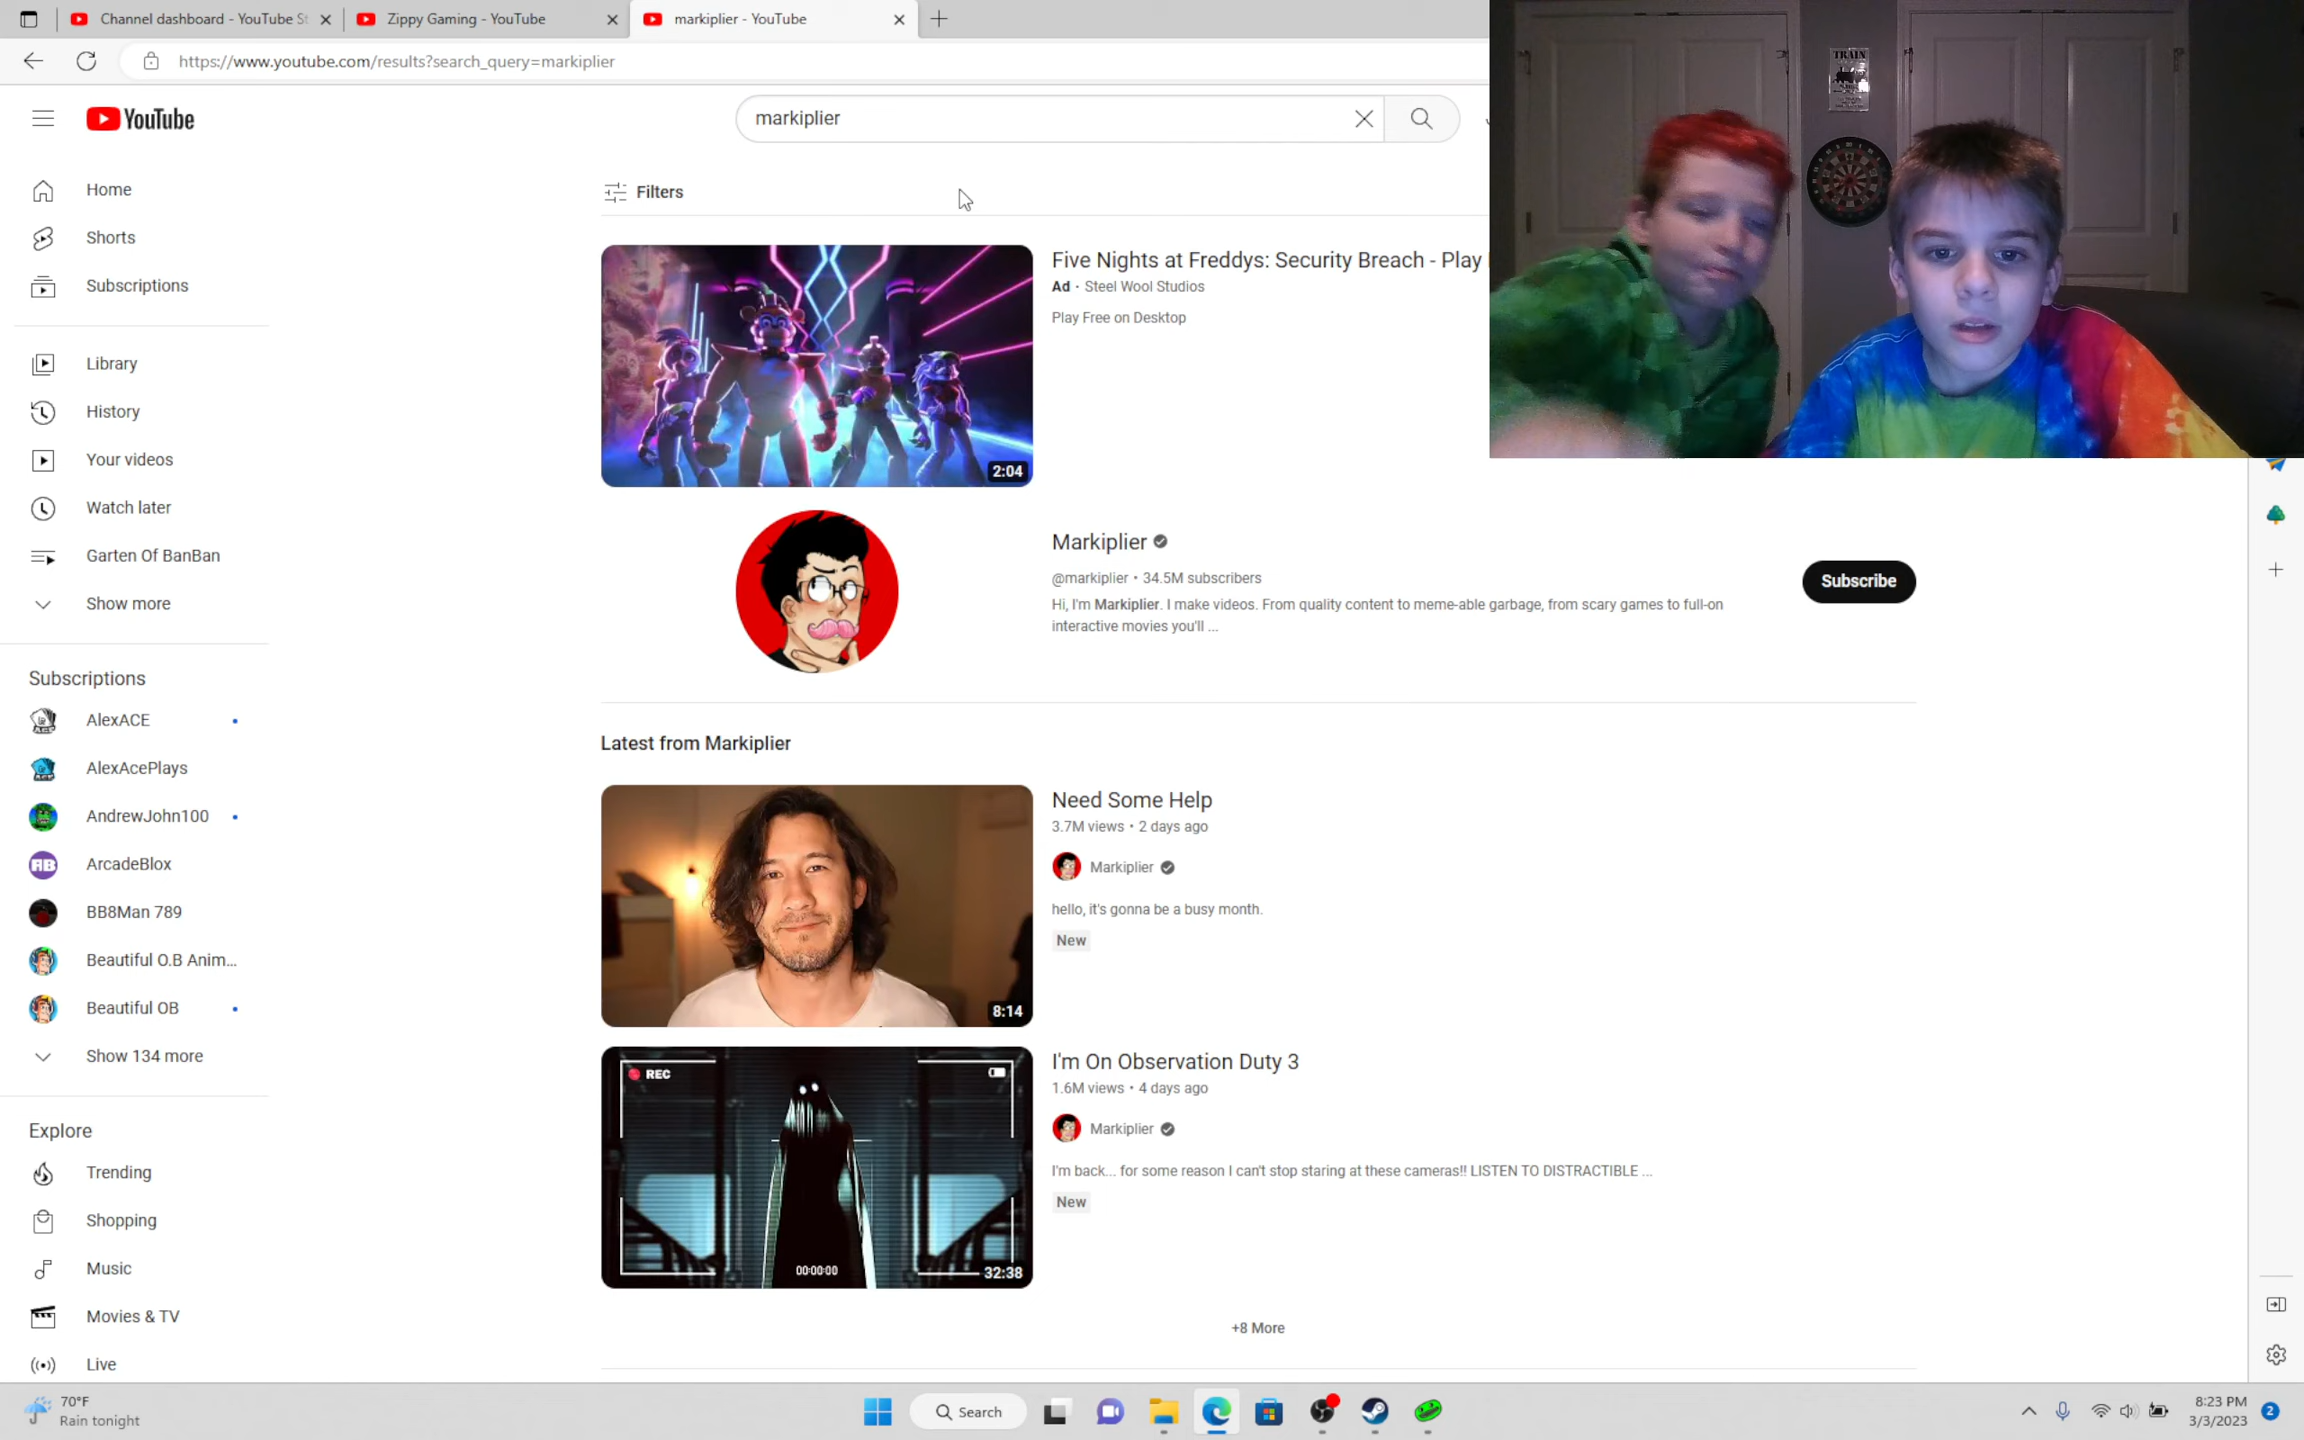 Channel dashboard - YouTube St
Zippy Gaming - YouTube
markiplier - YouTube
https://www.youtube.com/results?search_query=markiplier
YouTube
markiplier
TRAIN
Home
Shorts
Subscriptions
Library
History
Your videos
Watch later
Garten Of BanBan
Show more
Subscriptions
AlexACE
AlexAcePlays
AndrewJohn100
AB
ArcadeBlox
BB8Man 789
Beautiful O.B Anim...
Beautiful OB
Show 134 more
Explore
Trending
Shopping
Music
Movies & TV
Live
Filters
2:04
Five Nights at Freddys: Security Breach - Play
Ad · Steel Wool Studios
Play Free on Desktop
Markiplier
@markiplier • 34.5M subscribers
Hi, I'm Markiplier. I make videos. From quality content to meme-able garbage, from scary games to full-on
interactive movies you'll ...
Subscribe
Latest from Markiplier
8:14
Need Some Help
3.7M views • 2 days ago
Markiplier
hello, it's gonna be a busy month.
New
REC
00:00:00
32:38
I'm On Observation Duty 3
1.6M views • 4 days ago
Markiplier
I'm back... for some reason I can't stop staring at these cameras!! LISTEN TO DISTRACTIBLE ...
New
+8 More
70°F
Rain tonight
Search
8:23 PM
3/3/2023
2